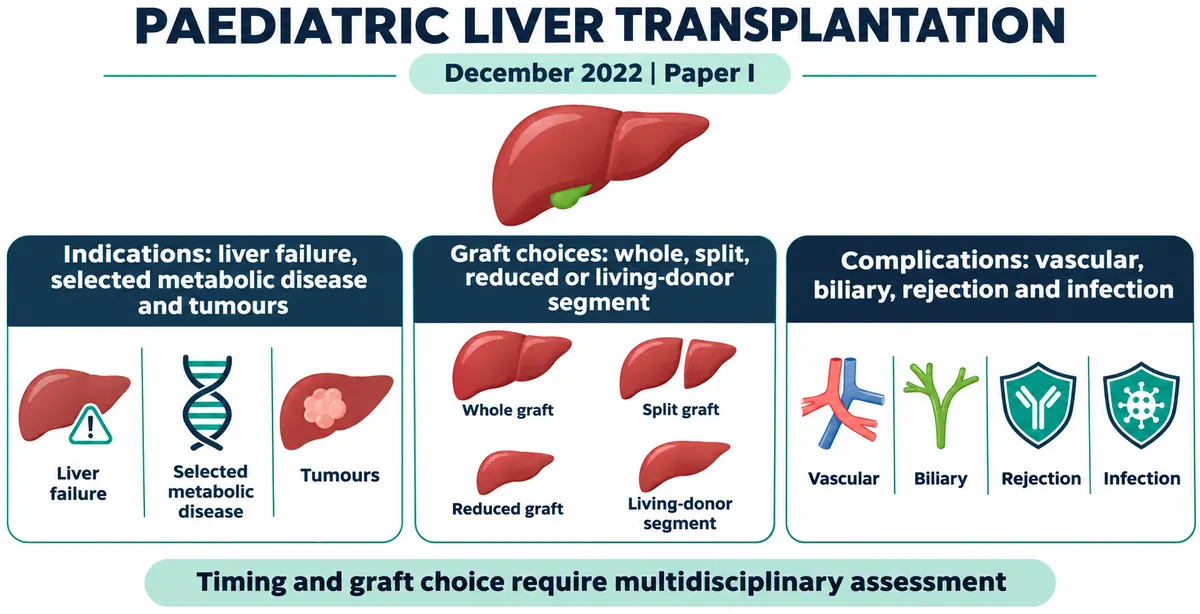 PAEDIATRIC LIVER TRANSPLANTATION
December 2022 | Paper I
Indications: liver failure,
selected metabolic disease
and tumours
Liver
failure
Selected
metabolic
disease
Tumours
Graft choices: whole, split,
reduced or living-donor
segment
Whole graft
Split graft
Reduced graft
Living-donor
segment
Complications: vascular,
biliary, rejection and infection
Vascular
Biliary
Rejection
Infection
Timing and graft choice require multidisciplinary assessment